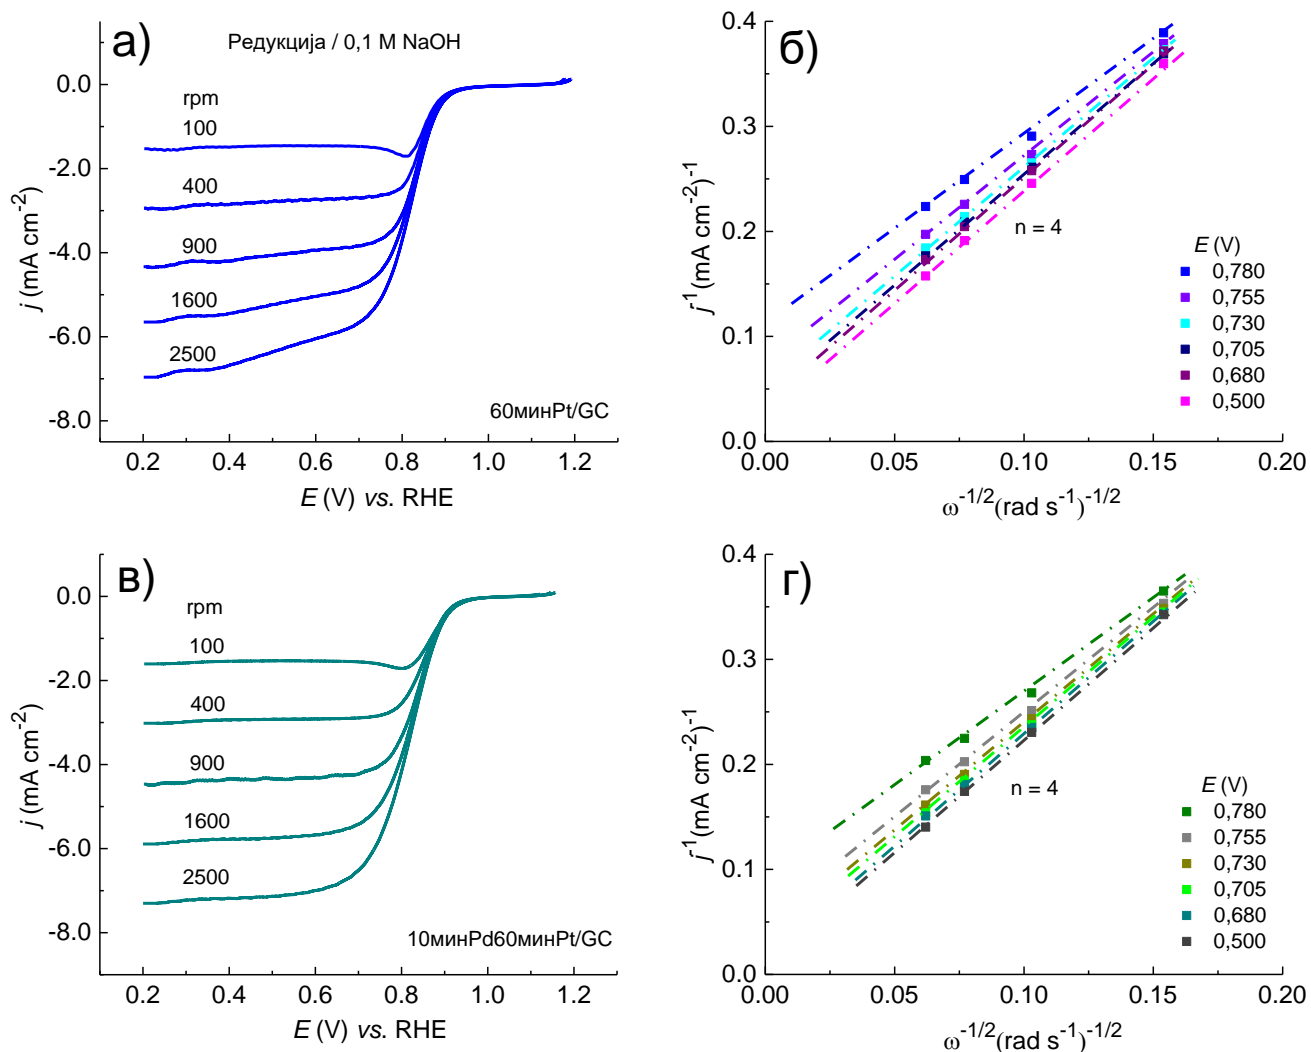 а)
Редукција / 0,1 M NaOH
rpm
100
400
900
1600
2500
60минPt/GC
0.0
-2.0
-4.0
-6.0
-8.0
j (mA cm-2)
0.2 0.4 0.6 0.8 1.0 1.2
E (V) vs. RHE
б)
0.4
0.3
0.2
0.1
0.0
j-1(mA cm-2)-1
n = 4
E (V)
0,780
0,755
0,730
0,705
0,680
0,500
0.00 0.05 0.10 0.15 0.20
ω-1/2(rad s-1)-1/2
в)
rpm
100
400
900
1600
2500
10минPd60минPt/GC
0.0
-2.0
-4.0
-6.0
-8.0
j (mA cm-2)
0.2 0.4 0.6 0.8 1.0 1.2
E (V) vs. RHE
г)
0.4
0.3
0.2
0.1
0.0
j-1(mA cm-2)-1
n = 4
E (V)
0,780
0,755
0,730
0,705
0,680
0,500
0.00 0.05 0.10 0.15 0.20
ω-1/2(rad s-1)-1/2